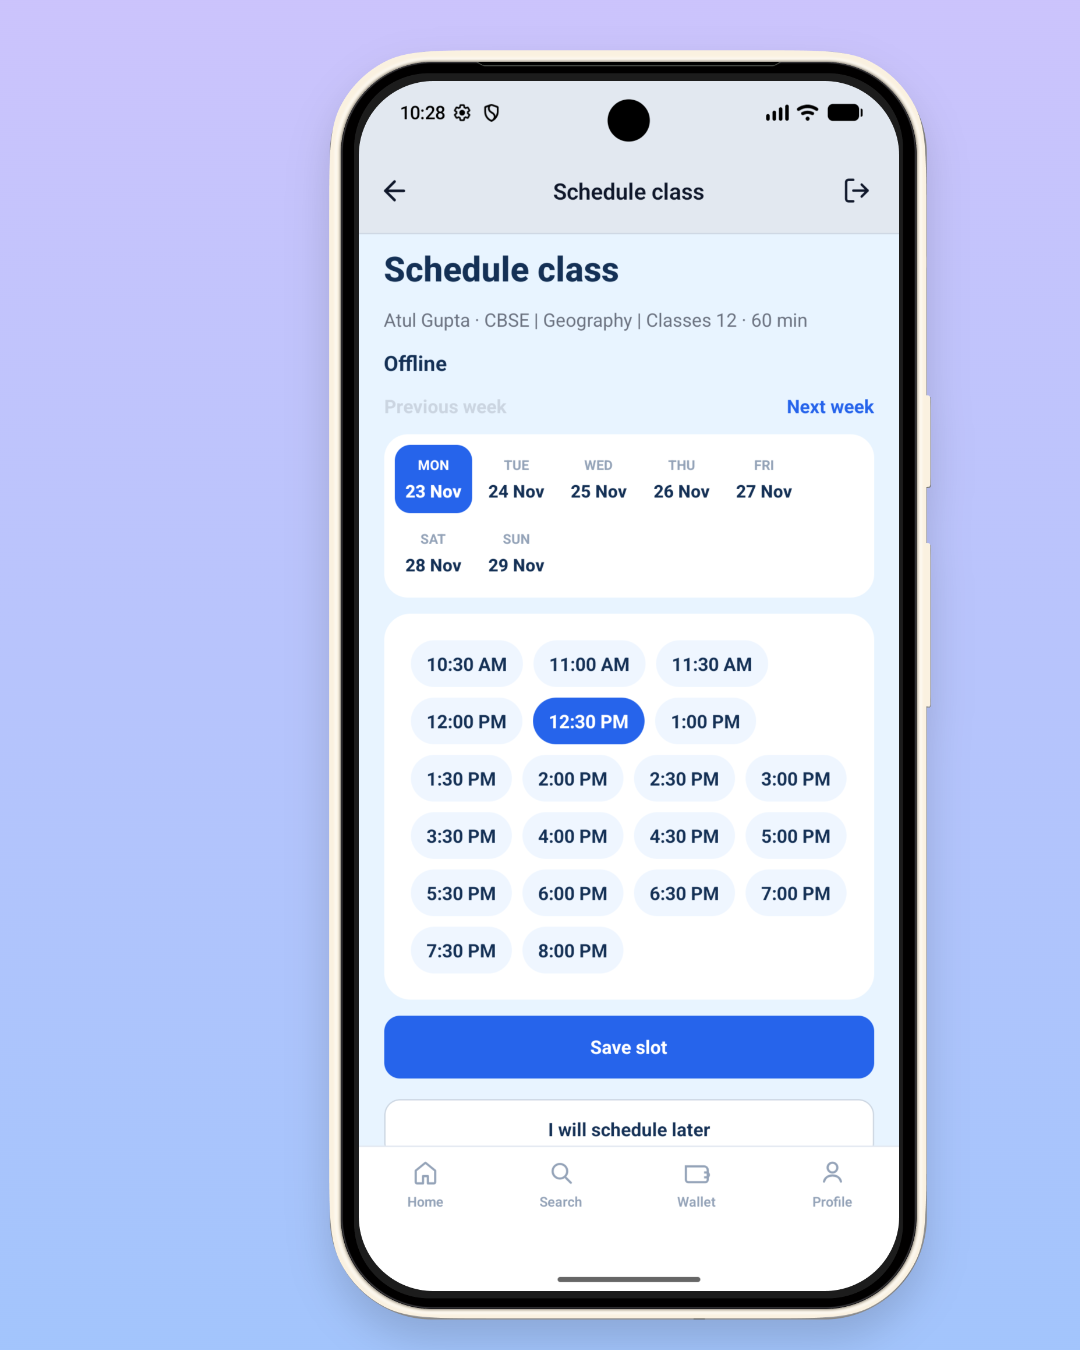 10:28
Schedule class
Schedule class
Atul Gupta · CBSE | Geography | Classes 12 · 60 min
Offline
Previous week Next week
MON TUE WED THU FRI
23 Nov 24 Nov 25 Nov 26 Nov 27 Nov
SAT SUN
28 Nov 29 Nov
10:30 AM 11:00 AM 11:30 AM
12:00 PM 12:30 PM 1:00 PM
1:30 PM 2:00 PM 2:30 PM 3:00 PM
3:30 PM 4:00 PM 4:30 PM 5:00 PM
5:30 PM 6:00 PM 6:30 PM 7:00 PM
7:30 PM 8:00 PM
Save slot
I will schedule later
Home Search Wallet Profile